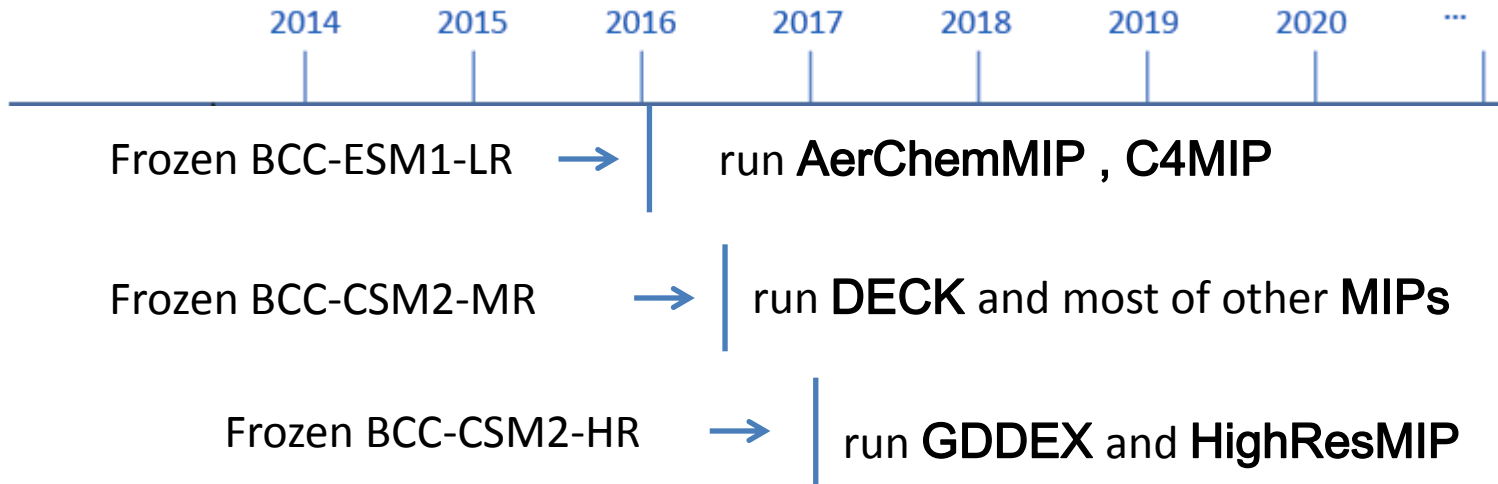 2014 2015 2016 2017 2018 2019 2020 ...
Frozen BCC-ESM1-LR run AerChemMIP , C4MIP
Frozen BCC-CSM2-MR run DECK and most of other MIPs
Frozen BCC-CSM2-HR run GDDEX and HighResMIP